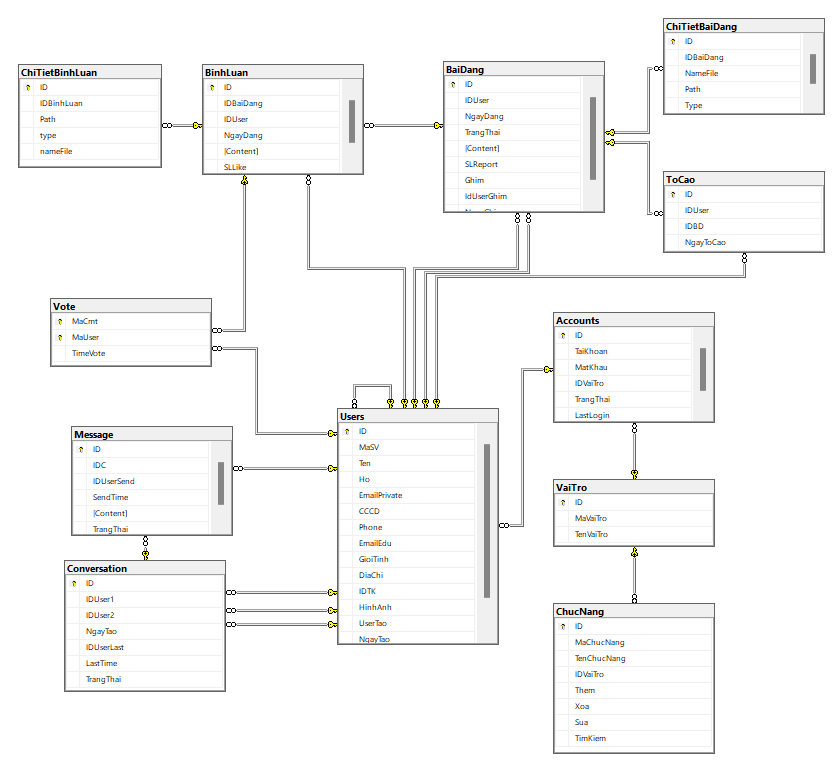 ChiTietBinhLuan
ID
IDBinhLuan
Path
type
nameFile
BinhLuan
ID
IDBaiDang
IDUser
NgayDang
[Content]
SLLike
BaiDang
ID
IDUser
NgayDang
TrangThai
[Content]
SLReport
Ghim
IdUserGhim
ChiTietBaiDang
ID
IDBaiDang
NameFile
Path
Type
ToCao
ID
IDUser
IDBD
NgayToCao
Vote
MaCmt
MaUser
TimeVote
Accounts
ID
TaiKhoan
MatKhau
IDVaiTro
TrangThai
LastLogin
Users
ID
MaSV
Ten
Ho
EmailPrivate
CCCD
Phone
EmailEdu
GioiTinh
DiaChi
IDTK
HinhAnh
UserTao
NgayTao
Message
ID
IDC
IDUserSend
SendTime
[Content]
TrangThai
VaiTro
ID
MaVaiTro
TenVaiTro
Conversation
ID
IDUser1
IDUser2
NgayTao
IDUserLast
LastTime
TrangThai
ChucNang
ID
MaChucNang
TenChucNang
IDVaiTro
Them
Xoa
Sua
TimKiem